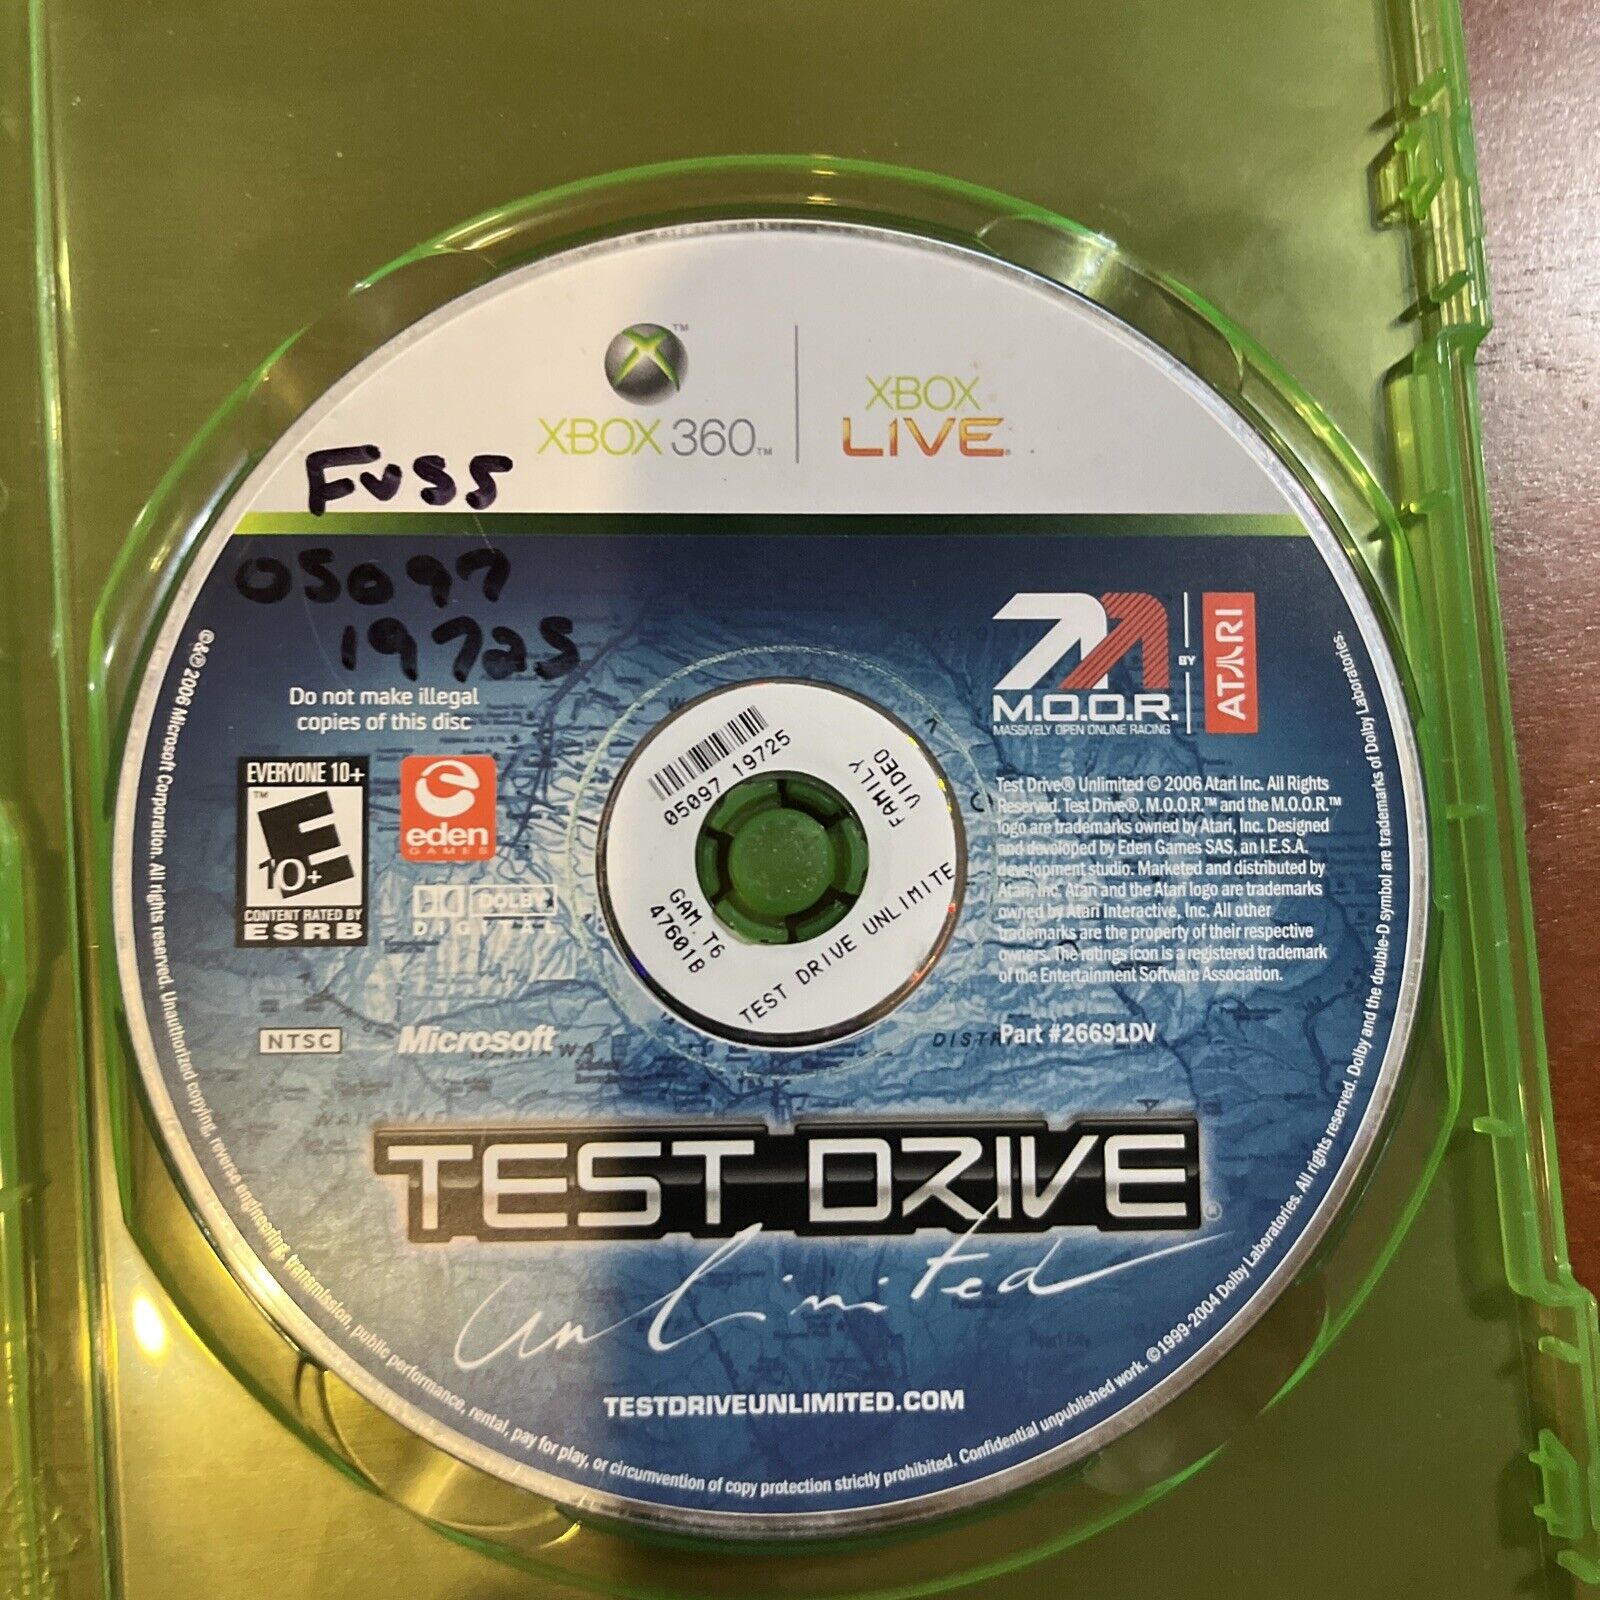 XBOX 360™
XBOX
LIVE®
FVSS
05097
19725
Do not make illegal
copies of this disc
EVERYONE 10+
™
E
10+
CONTENT RATED BY
ESRB
eden
GAMES
DOLBY
DIGITAL
NTSC
Microsoft
05097 19725
FAMILY
VIDEO
GAM T6
47601B
TEST DRIVE UNLIMITE
M.O.O.R.
MASSIVELY OPEN ONLINE RACING
BY
ATARI
Test Drive® Unlimited © 2006 Atari Inc. All Rights
Reserved. Test Drive®, M.O.O.R.™ and the M.O.O.R.™
logo are trademarks owned by Atari, Inc. Designed
and developed by Eden Games SAS, an I.E.S.A.
development studio. Marketed and distributed by
Atari, Inc. Atari and the Atari logo are trademarks
owned by Atari Interactive, Inc. All other
trademarks are the property of their respective
owners. The ratings icon is a registered trademark
of the Entertainment Software Association.
DISTR
Part #26691DV
TEST DRIVE®
unlimited
TESTDRIVEUNLIMITED.COM
℗&© 2006 Microsoft Corporation. All rights reserved. Unauthorized copying, reverse engineering, transmission, public performance, rental, pay for play, or circumvention of copy protection strictly prohibited. Confidential unpublished work. ©1999-2004 Dolby Laboratories. All rights reserved. Dolby and the double-D symbol are trademarks of Dolby Laboratories.